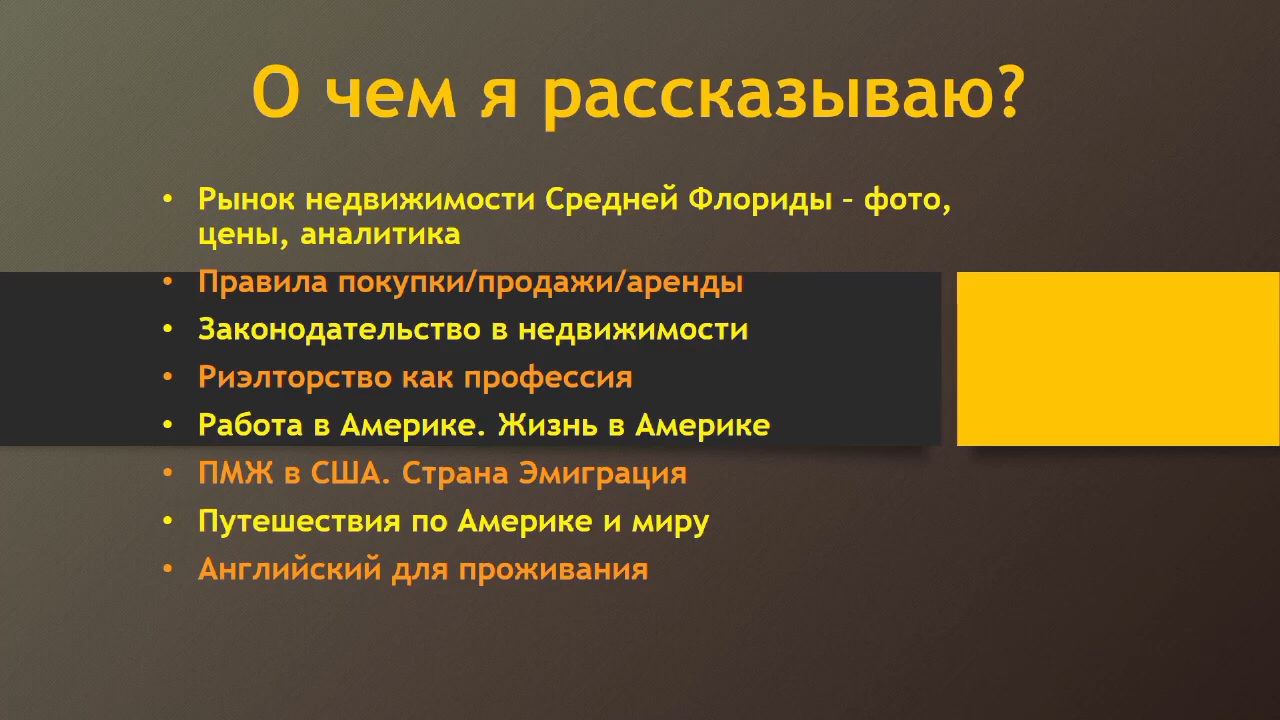 О чем я рассказываю?
• Рынок недвижимости Средней Флориды – фото,
цены, аналитика
• Правила покупки/продажи/аренды
• Законодательство в недвижимости
• Риэлторство как профессия
• Работа в Америке. Жизнь в Америке
• ПМЖ в США. Страна Эмиграция
• Путешествия по Америке и миру
• Английский для проживания